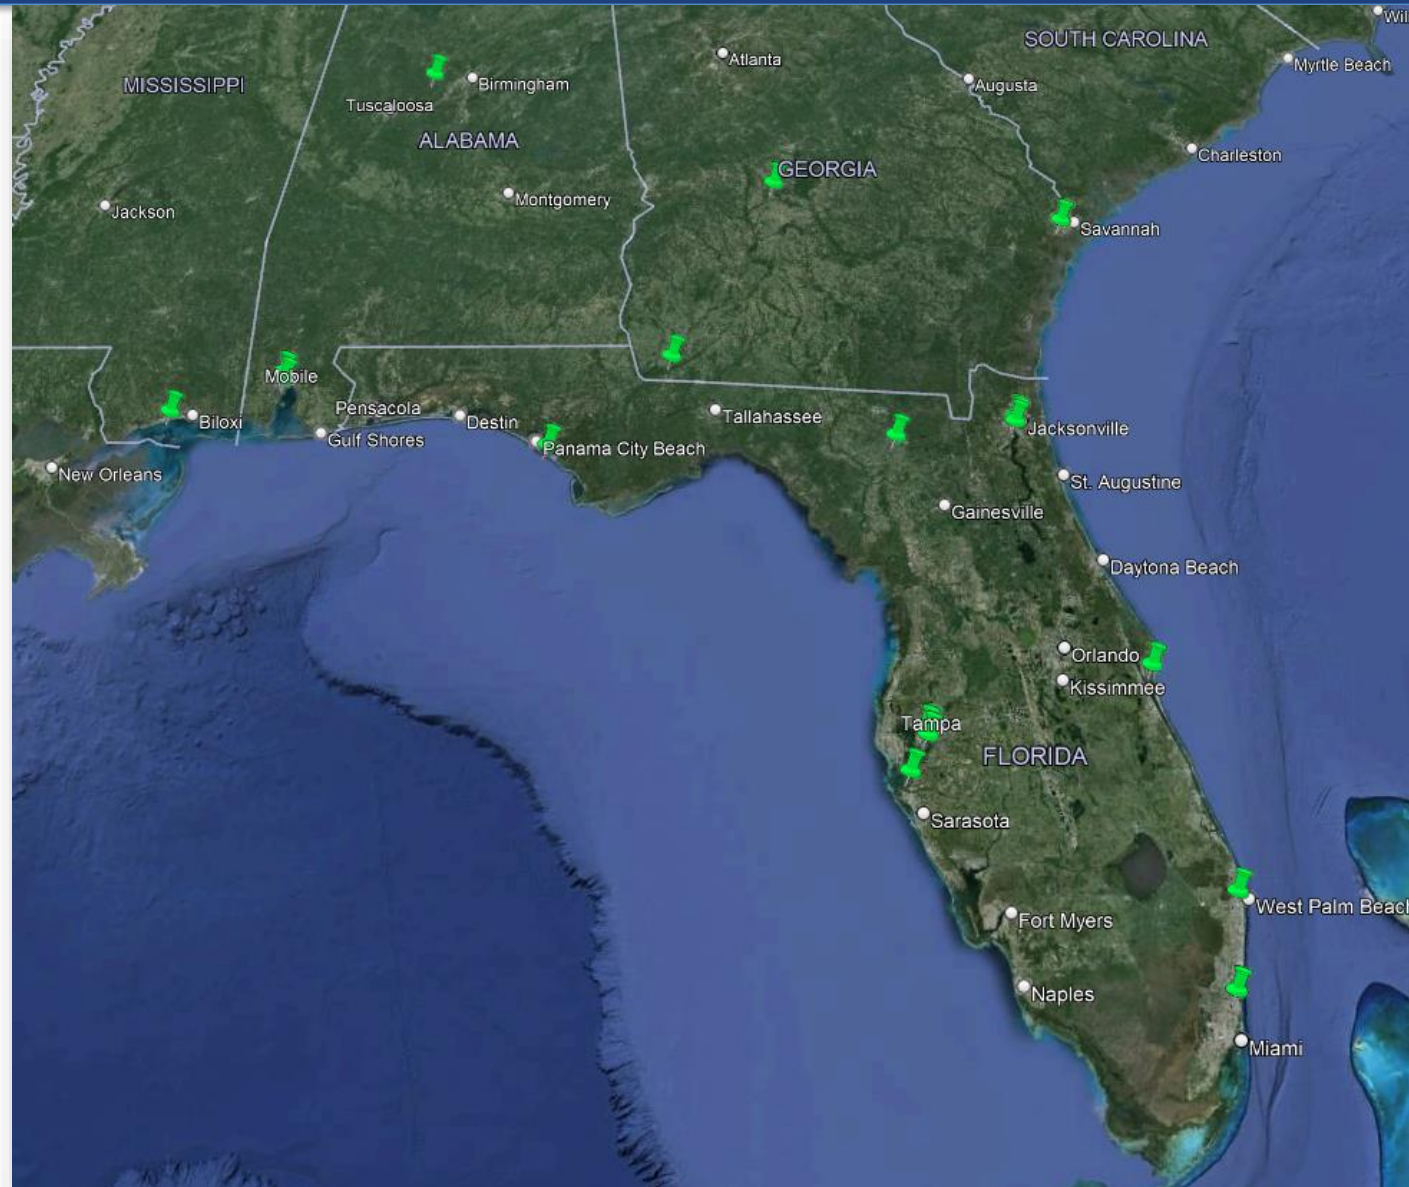 Wil
SOUTH CAROLINA
Atlanta
Myrtle Beach
MISSISSIPPI
Birmingham
Augusta
Tuscaloosa
ALABAMA
Charleston
GEORGIA
Montgomery
Jackson
Savannah
Mobile
Pensacola
Tallahassee
Biloxi
Destin
Jacksonville
Gulf Shores
Panama City Beach
New Orleans
St. Augustine
Gainesville
Daytona Beach
Orlando
Kissimmee
Tampa
FLORIDA
Sarasota
West Palm Beach
Fort Myers
Naples
Miami